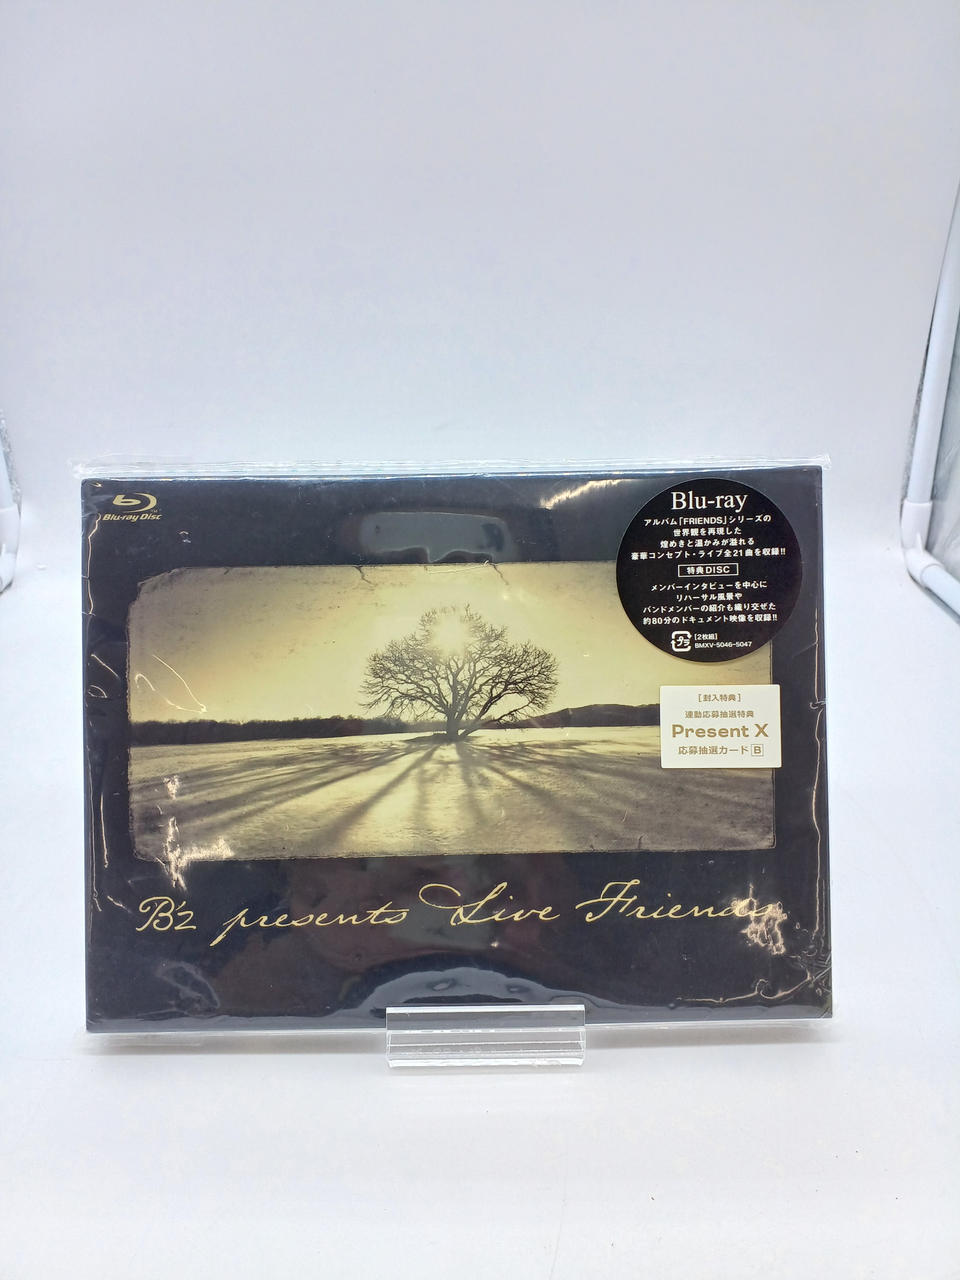 Blu-ray Disc
Blu-ray
アルバム「FRIENDS」シリーズの
世界観を再現した
煌めきと温かみが溢れる
豪華コンセプト・ライブ全21曲を収録!!
特典DISC
メンバーインタビューを中心に
リハーサル風景や
バンドメンバーの紹介も織り交ぜた
約80分のドキュメント映像を収録!!
プラ
[2枚組]
BMXV-5046-5047
[封入特典]
連動応募抽選特典
Present X
応募抽選カード B
B'z presents Live Friends